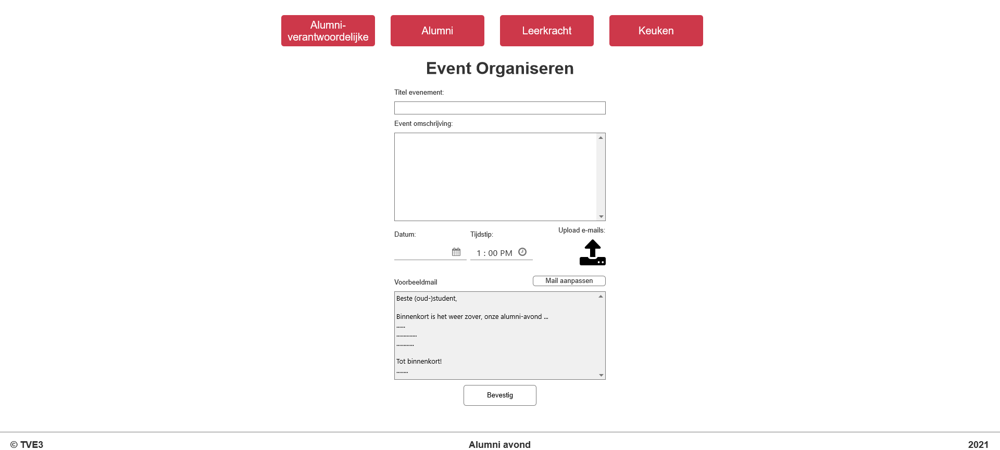 Alumni-
verantwoordelijke
Alumni
Leerkracht
Keuken
Event Organiseren
Titel evenement:
Event omschrijving:
Datum:
Tijdstip:
Upload e-mails:
1 : 00 PM
Voorbeeldmail
Mail aanpassen
Beste (oud-)student,
Binnenkort is het weer zover, onze alumni-avond ...
......
..............
............
Tot binnenkort!
........
Bevestig
© TVE3
Alumni avond
2021